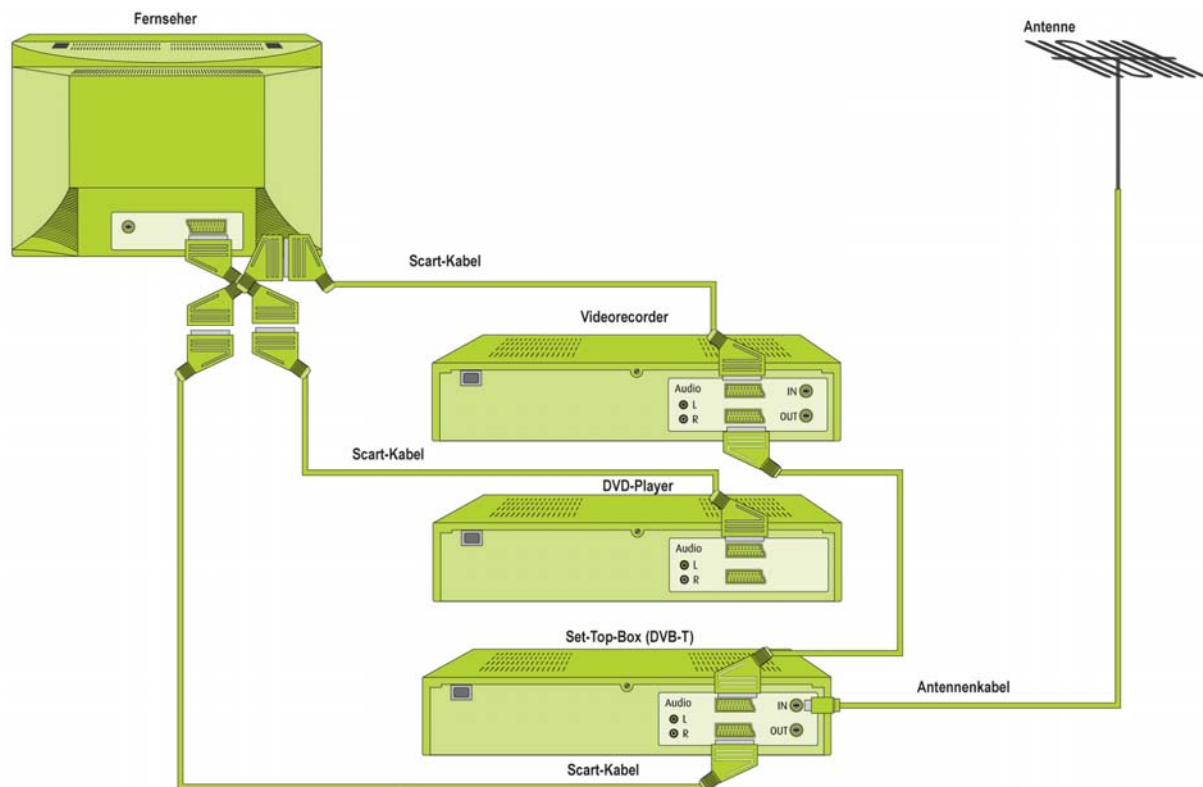 Fernseher
Antenne
Scart-Kabel
Videorecorder
Audio
L
R
IN
OUT
Scart-Kabel
DVD-Player
Audio
L
R
Set-Top-Box (DVB-T)
Audio
L
R
IN
OUT
Antennenkabel
Scart-Kabel